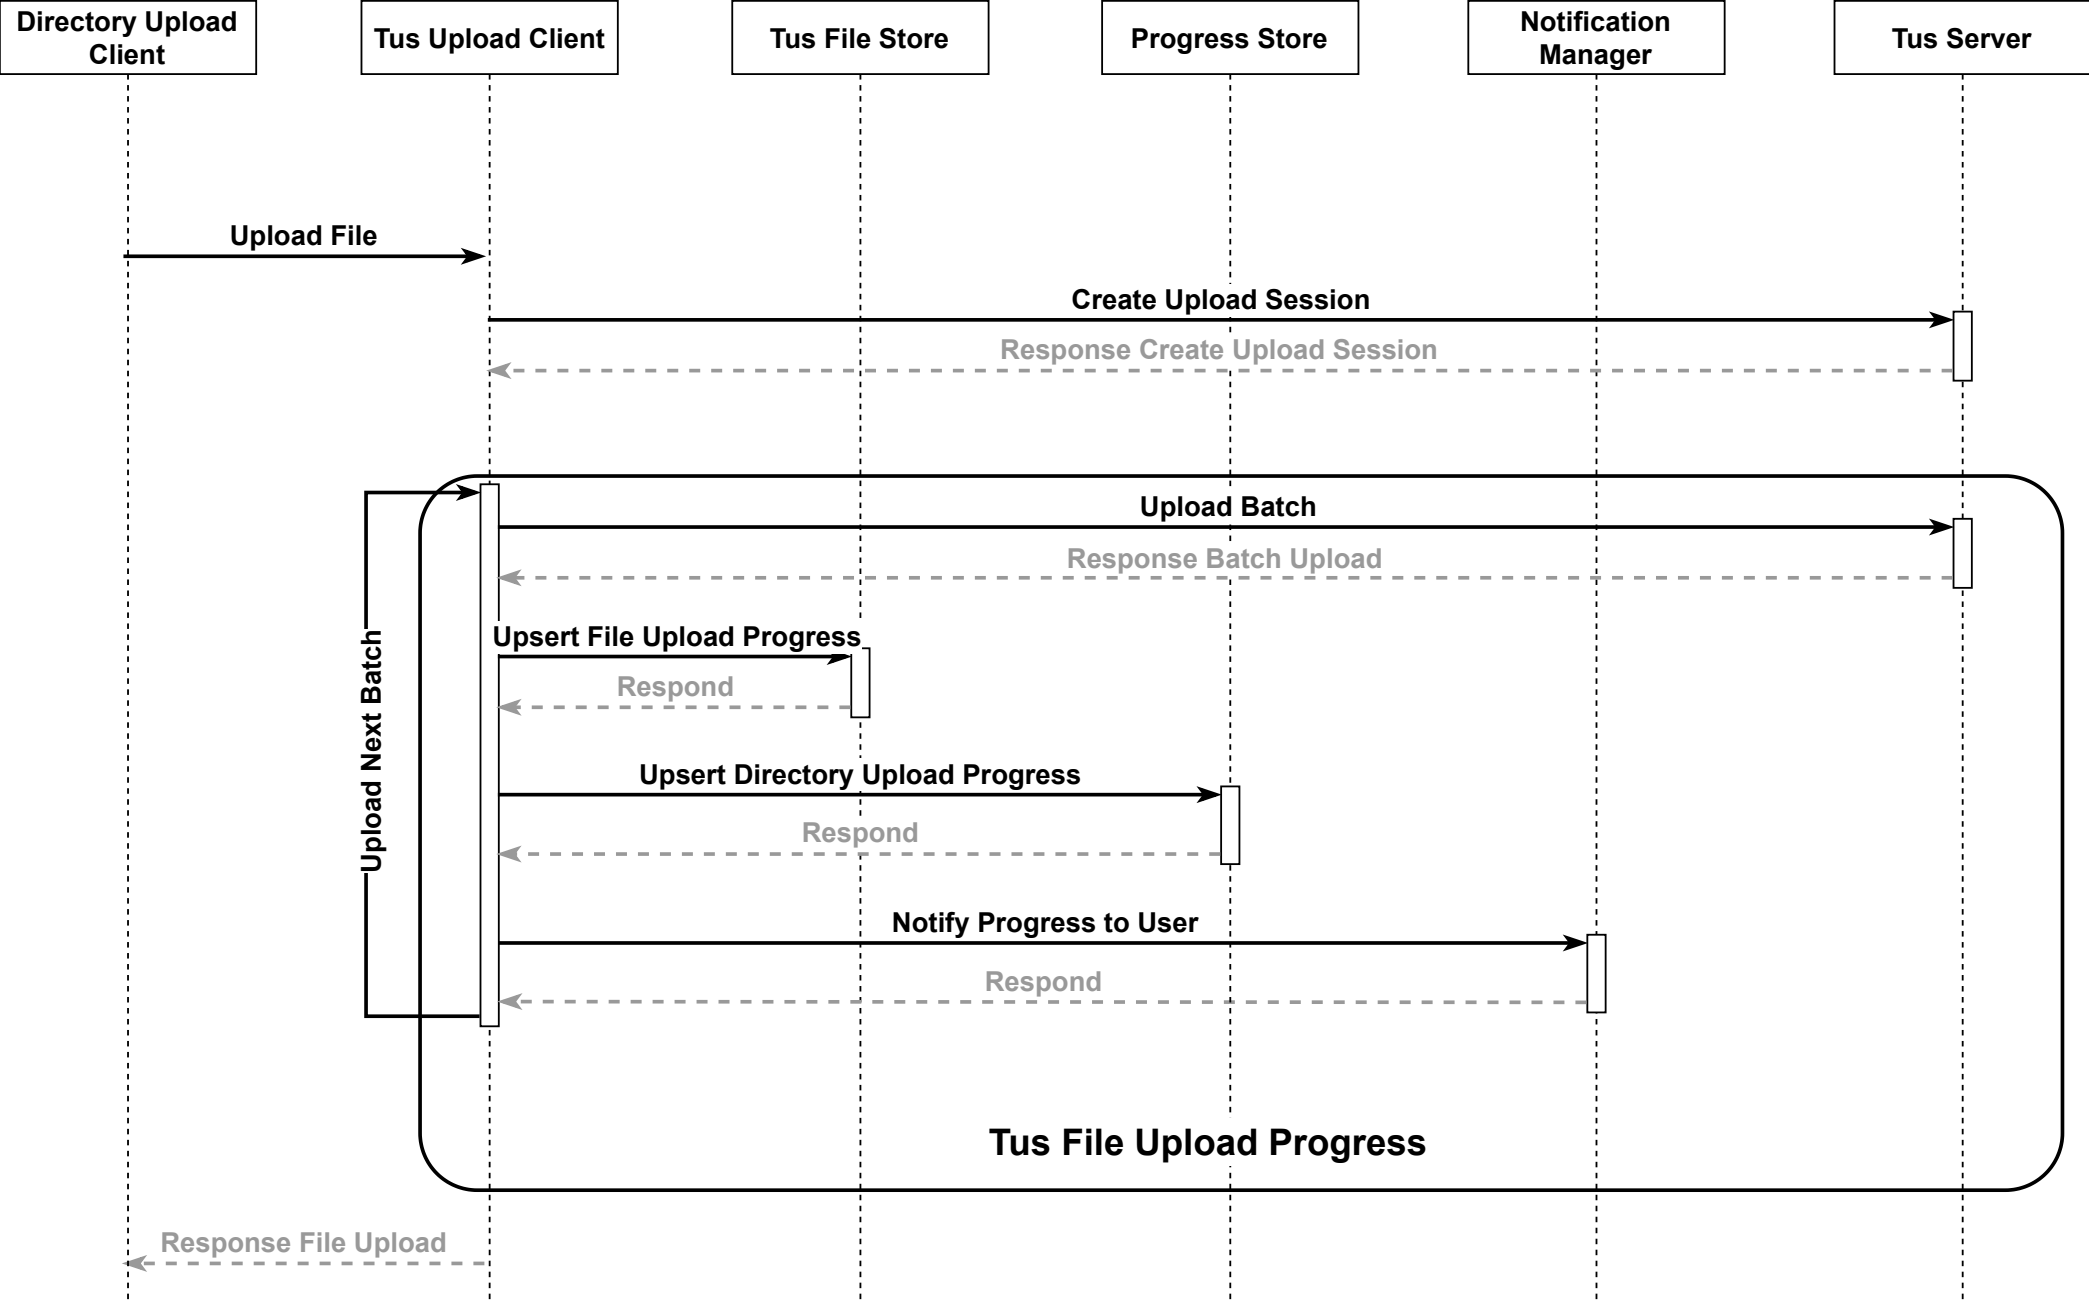 Directory Upload
Client
Tus Upload Client
Tus File Store
Progress Store
Notification
Manager
Tus Server
Upload File
Create Upload Session
Response Create Upload Session
Upload Batch
Response Batch Upload
Upsert File Upload Progress
Respond
Upload Next Batch
Upsert Directory Upload Progress
Respond
Notify Progress to User
Respond
Tus File Upload Progress
Response File Upload